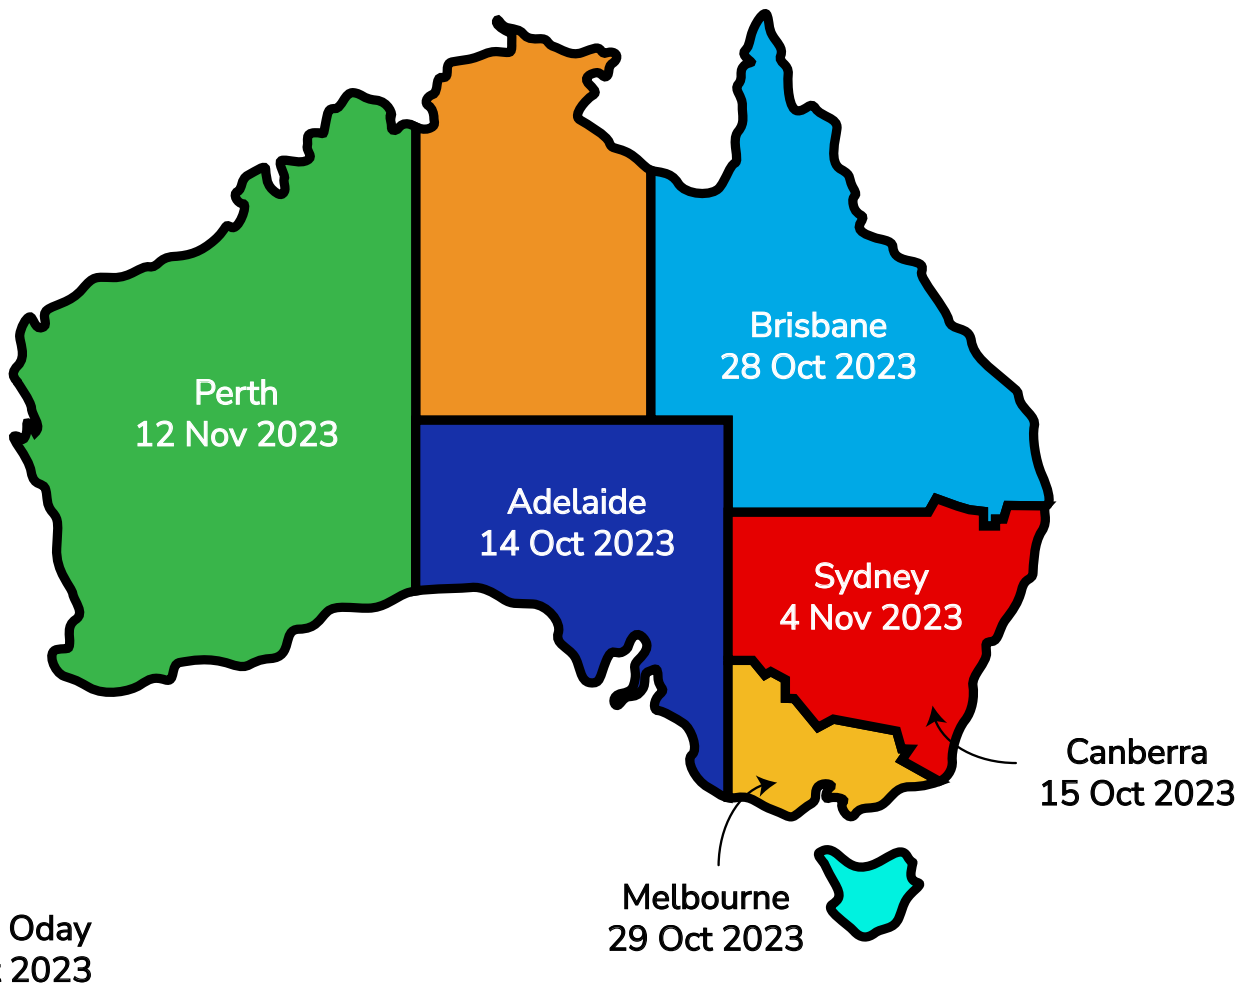 Brisbane
28 Oct 2023
Perth
12 Nov 2023
Adelaide
14 Oct 2023
Sydney
4 Nov 2023
Canberra
15 Oct 2023
Melbourne
29 Oct 2023
Oday
2023